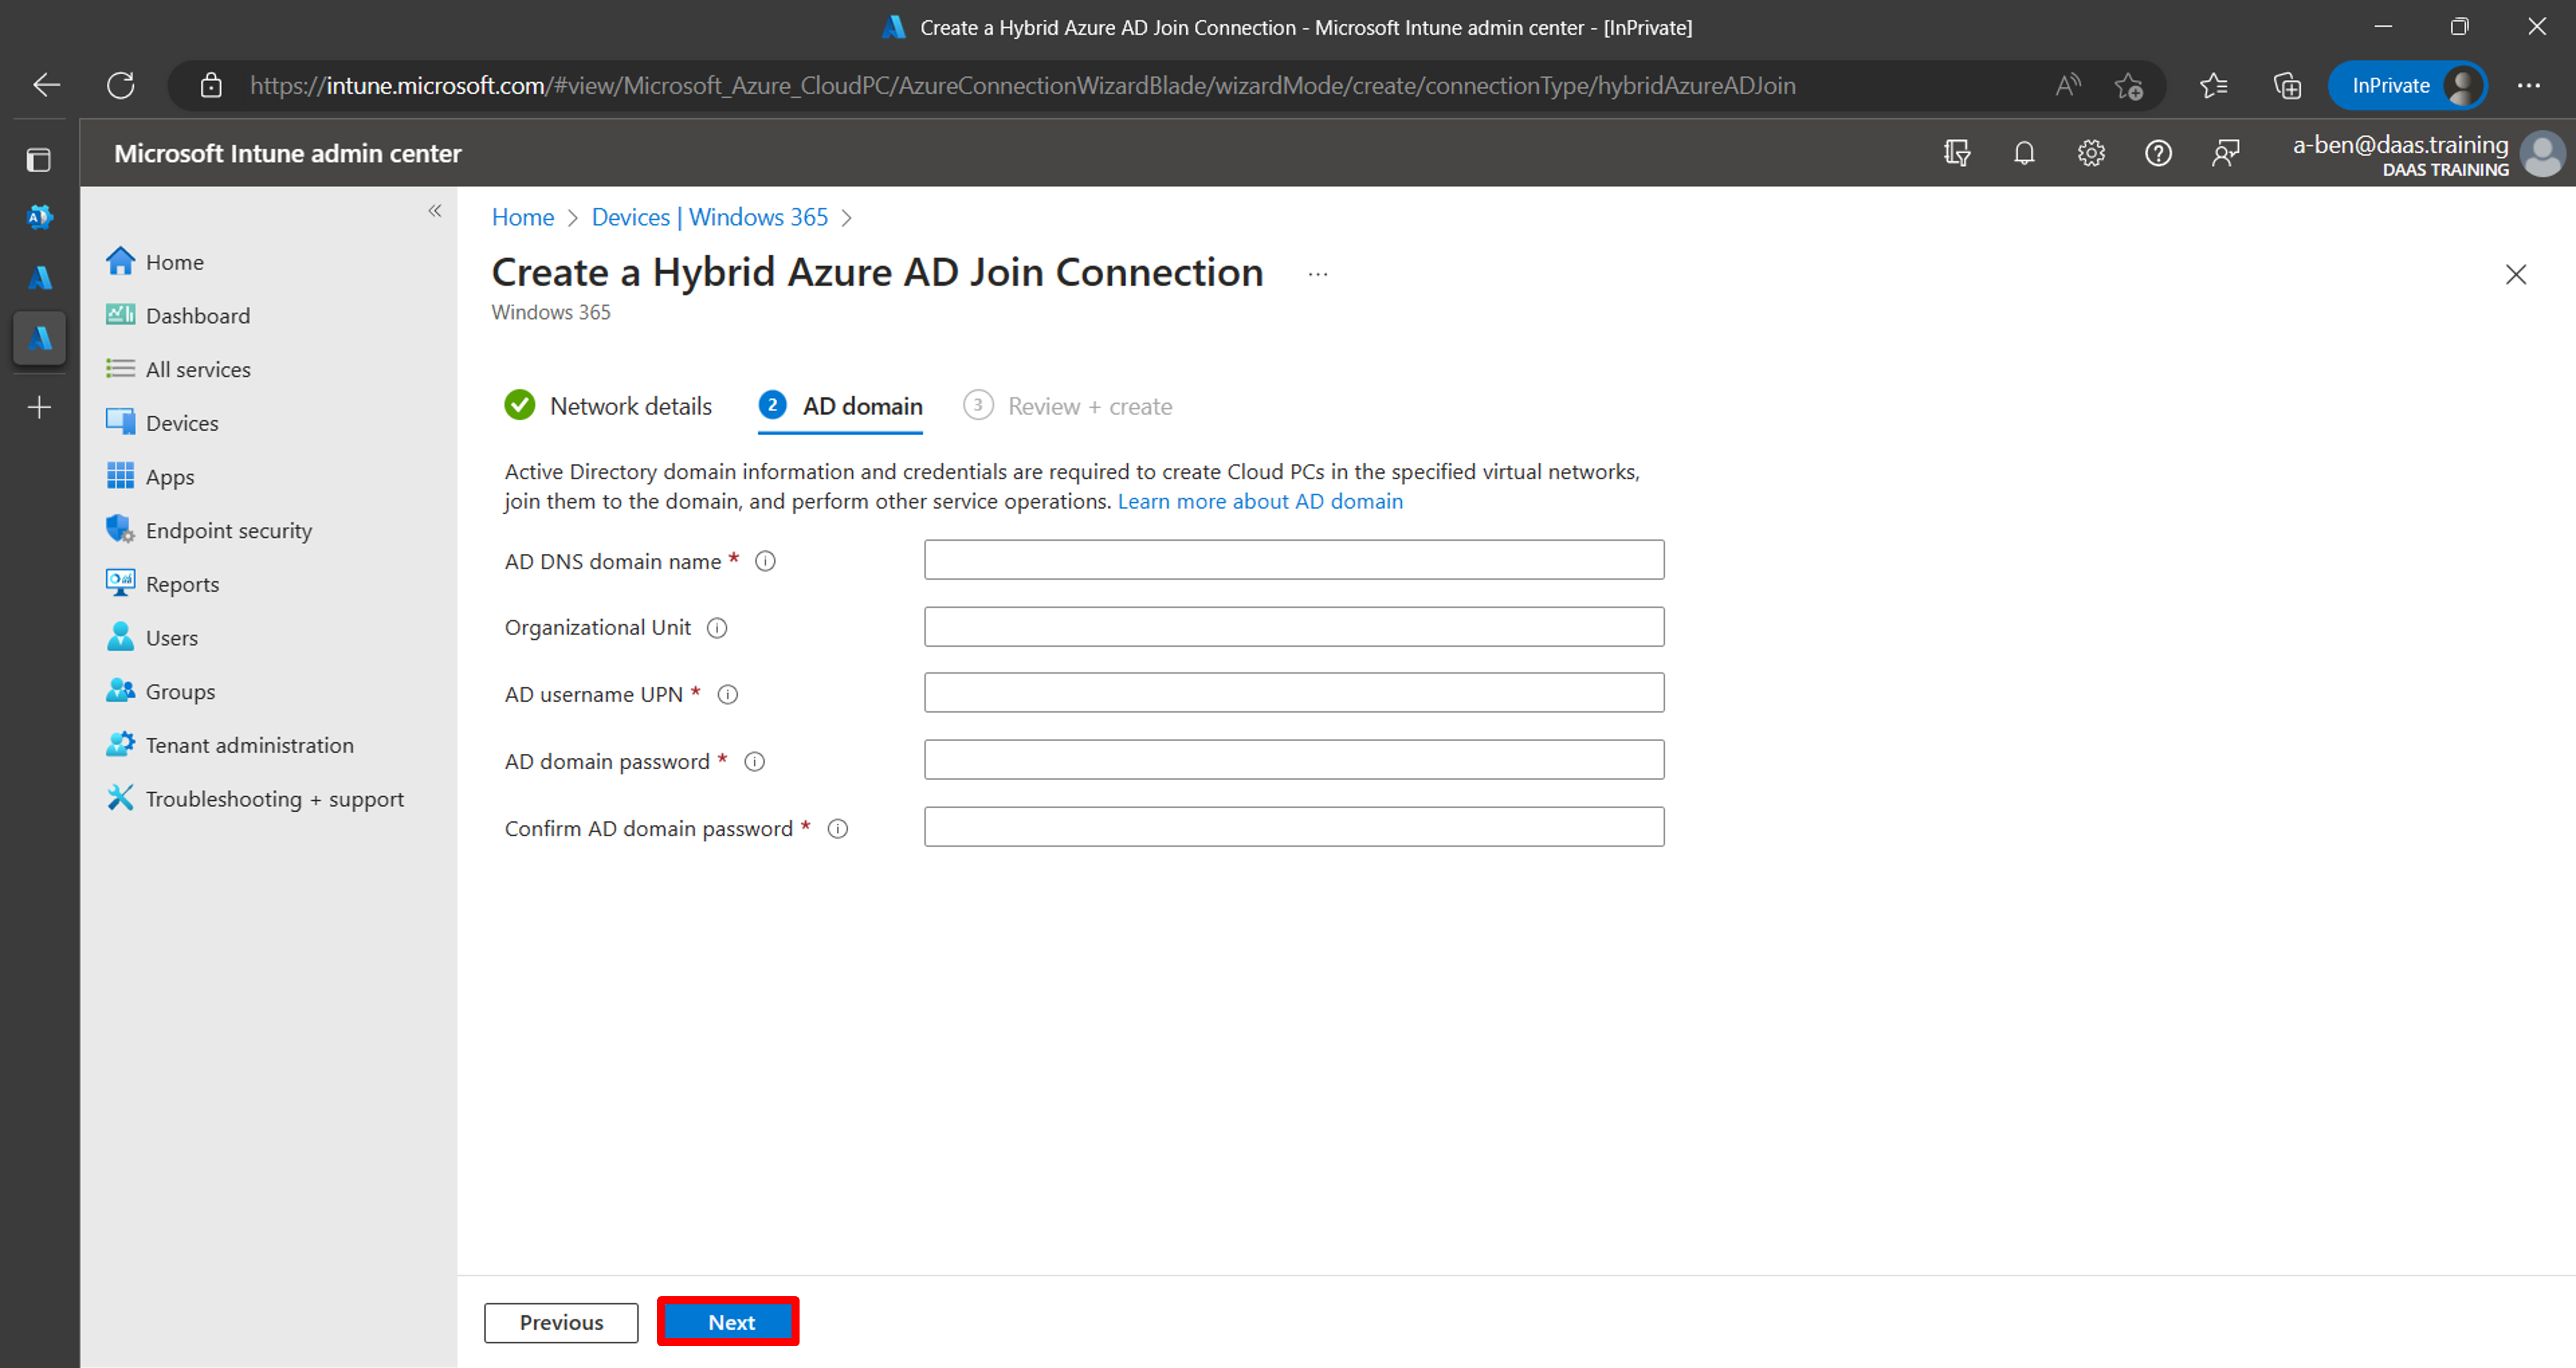 Create a Hybrid Azure AD Join Connection - Microsoft Intune admin center - [InPrivate]
https://intune.microsoft.com/#view/Microsoft_Azure_CloudPC/AzureConnectionWizardBlade/wizardMode/create/connectionType/hybridAzureADJoin
InPrivate
Microsoft Intune admin center
a-ben@daas.training
DAAS TRAINING
Home
Dashboard
All services
Devices
Apps
Endpoint security
Reports
Users
Groups
Tenant administration
Troubleshooting + support
Home > Devices | Windows 365 >
Create a Hybrid Azure AD Join Connection ...
Windows 365
Network details
2 AD domain
3 Review + create
Active Directory domain information and credentials are required to create Cloud PCs in the specified virtual networks,
join them to the domain, and perform other service operations. Learn more about AD domain
AD DNS domain name *
Organizational Unit
AD username UPN *
AD domain password *
Confirm AD domain password *
Previous
Next